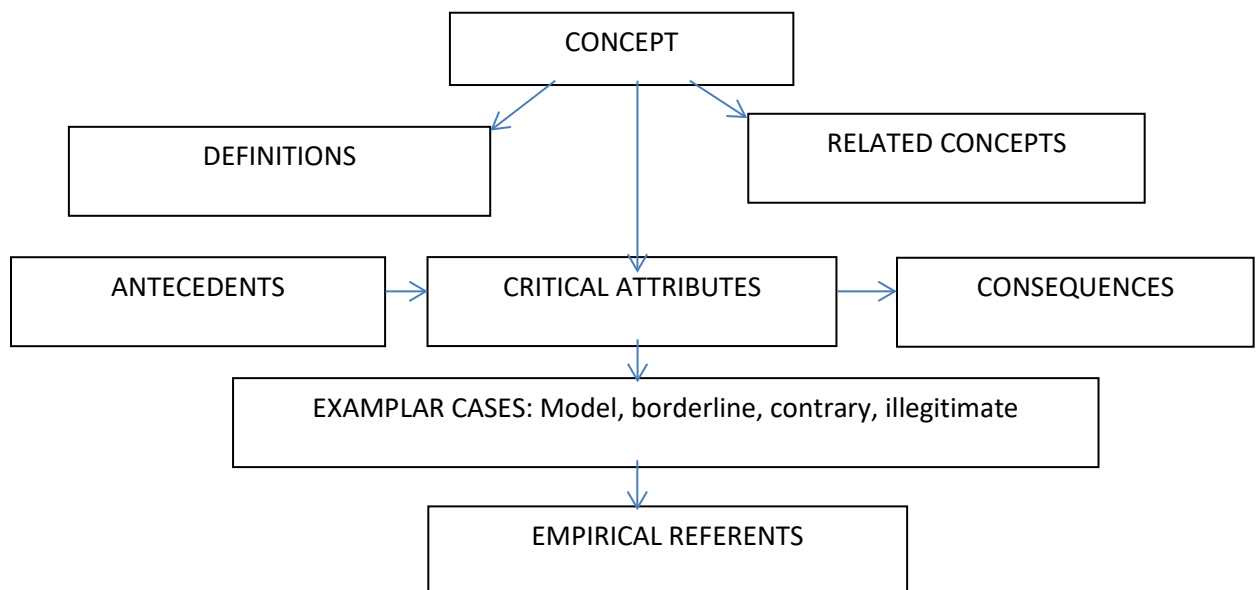 CONCEPT
DEFINITIONS
RELATED CONCEPTS
ANTECEDENTS
CRITICAL ATTRIBUTES
CONSEQUENCES
EXAMPLAR CASES: Model, borderline, contrary, illegitimate
EMPIRICAL REFERENTS